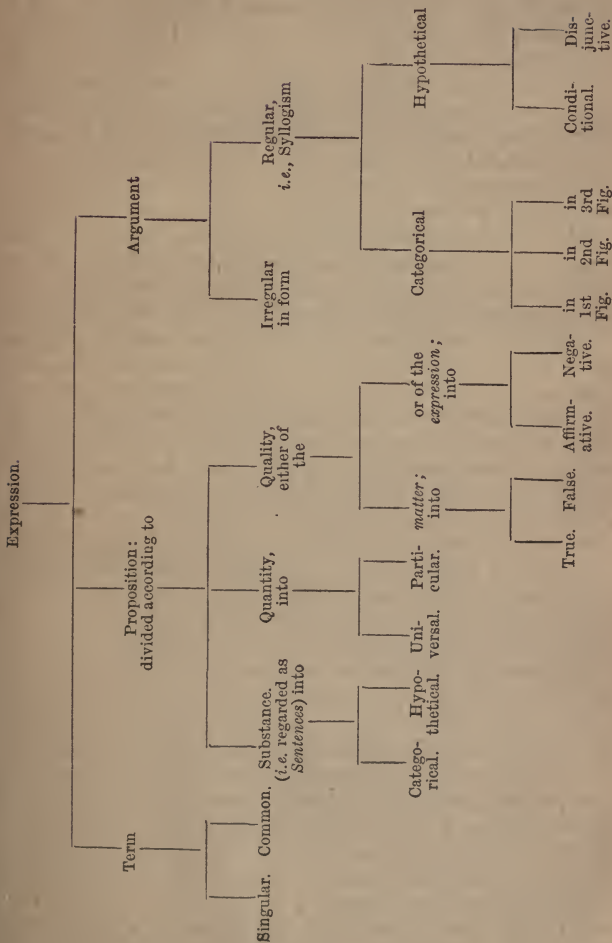 Expression.
Term
Proposition:
divided accordiug to
Argument
Singular.
Common.
Substance.
(i.e. regarded as
Sentences) into
Quantity,
into
Quality,
either of
the
Irregular
in form
Regular,
i.e., Syllogism
Catego-
rical.
Hypo-
thetical.
Uni-
versal.
Parti-
cular.
matter;
into
or of the
expression;
into
Categorical
Hypothetical
True.
False.
Affirm-
ative.
Nega-
tive.
in
1st
Fig.
in
2nd
Fig.
in
3rd
Fig.
Condi-
tional.
Dis-
junc-
tive.